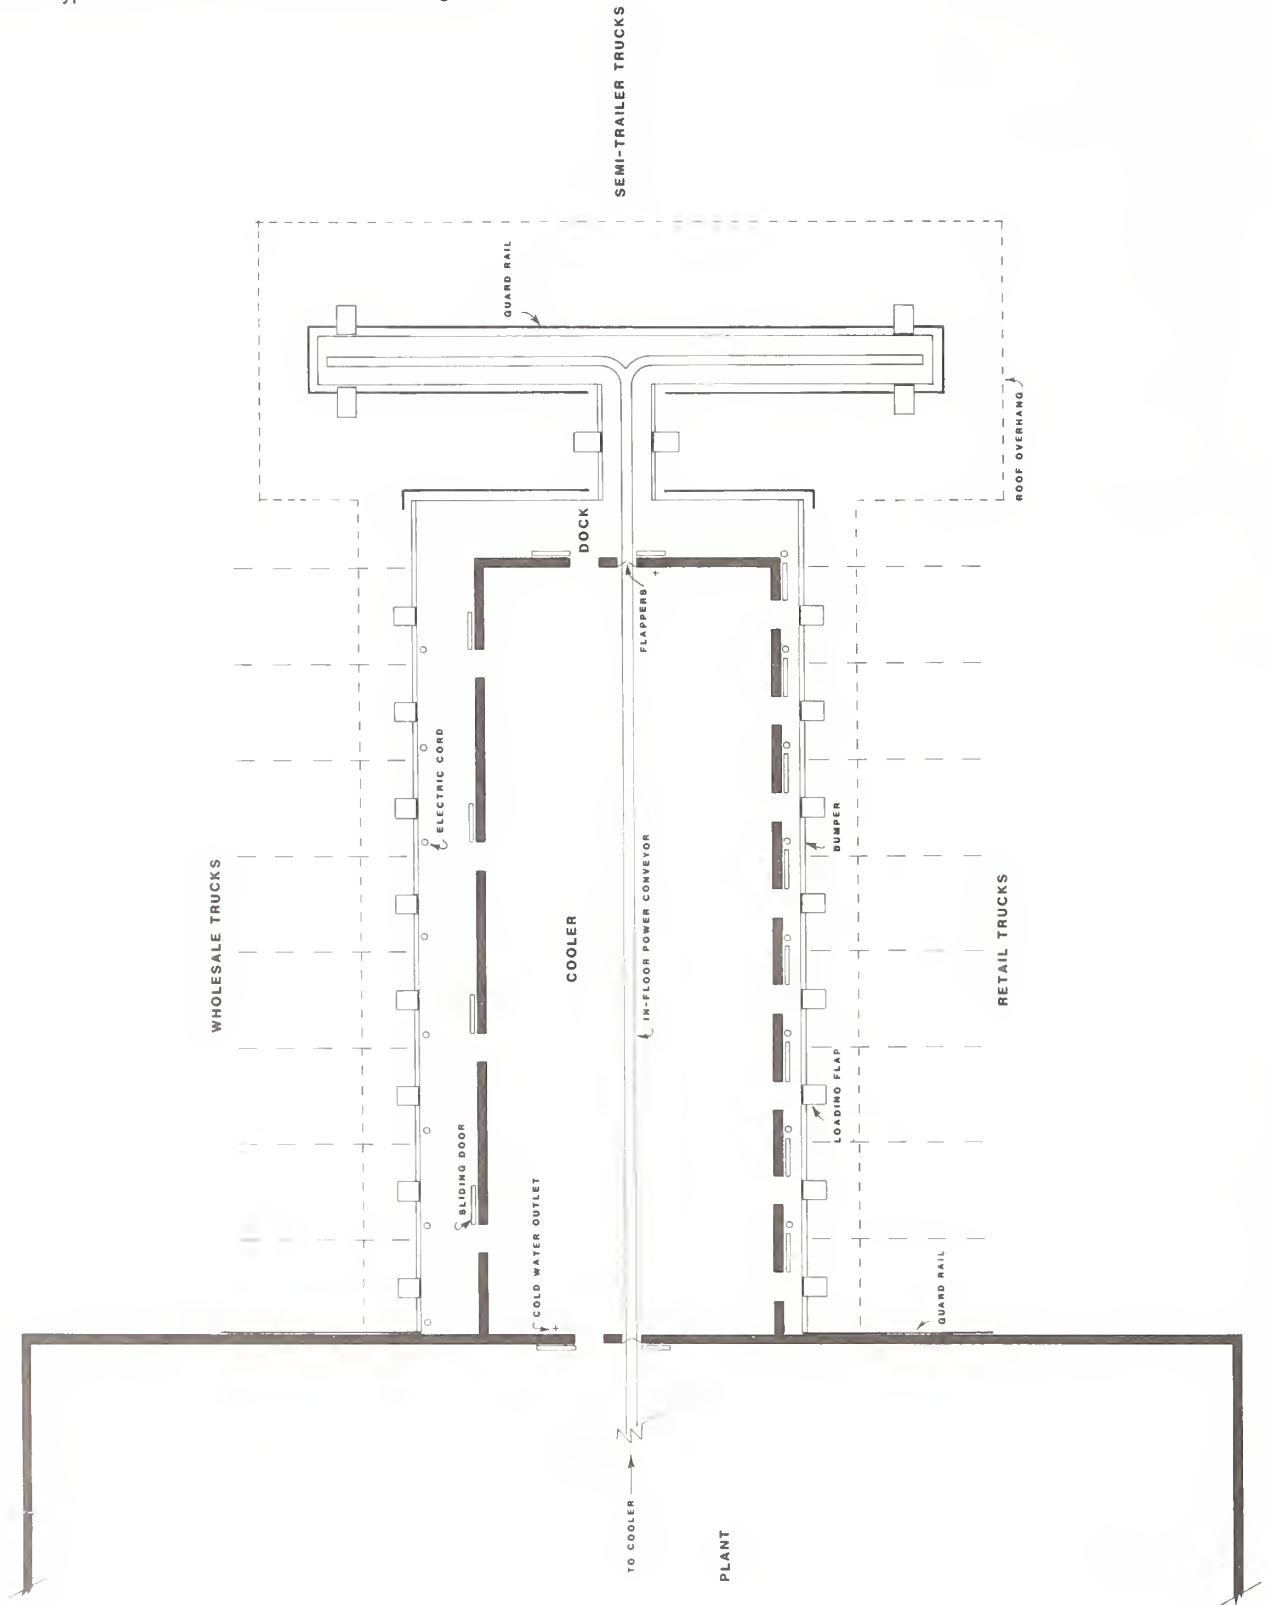 SEMI-TRAILER TRUCKS
GUARD RAIL
ROOF OVERHANG
DOCK
FLAPPERS
ELECTRIC CORD
BUMPER
WHOLESALE TRUCKS
COOLER
IN-FLOOR POWER CONVEYOR
RETAIL TRUCKS
LOADING FLAP
SLIDING DOOR
COLD WATER OUTLET
GUARD RAIL
TO COOLER
PLANT